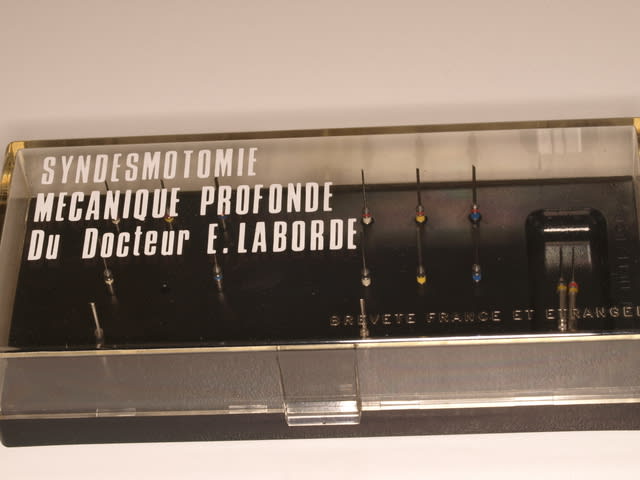 SYNDESMOTOMIE
MECANIQUE PROFONDE
Du Docteur E. LABORDE
BREVETE FRANCE ET ETRANGER